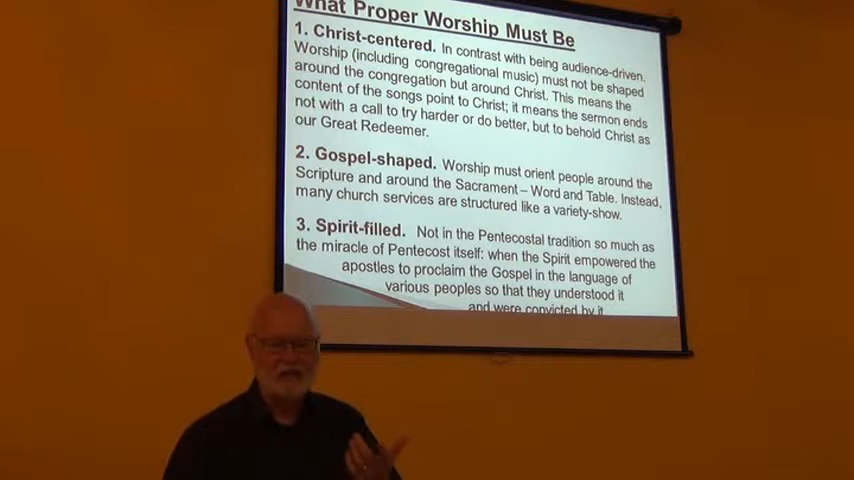 What Proper Worship Must Be
1. Christ-centered. In contrast with being audience-driven.
Worship (including congregational music) must not be shaped
around the congregation but around Christ. This means the
content of the songs point to Christ; it means the sermon ends
not with a call to try harder or do better, but to behold Christ as
our Great Redeemer.
2. Gospel-shaped. Worship must orient people around the
Scripture and around the Sacrament – Word and Table. Instead,
many church services are structured like a variety-show.
3. Spirit-filled. Not in the Pentecostal tradition so much as
the miracle of Pentecost itself: when the Spirit empowered the
apostles to proclaim the Gospel in the language of
various peoples so that they understood it
and were convicted by it